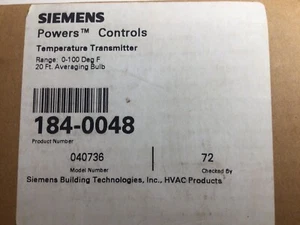 SIEMENS
Powers™ Controls
Temperature Transmitter
Range: 0-100 Deg F
20 Ft. Averaging Bulb
184-0048
Product Number
040736 72
Model Number Checked By
Siemens Building Technologies, Inc., HVAC Products